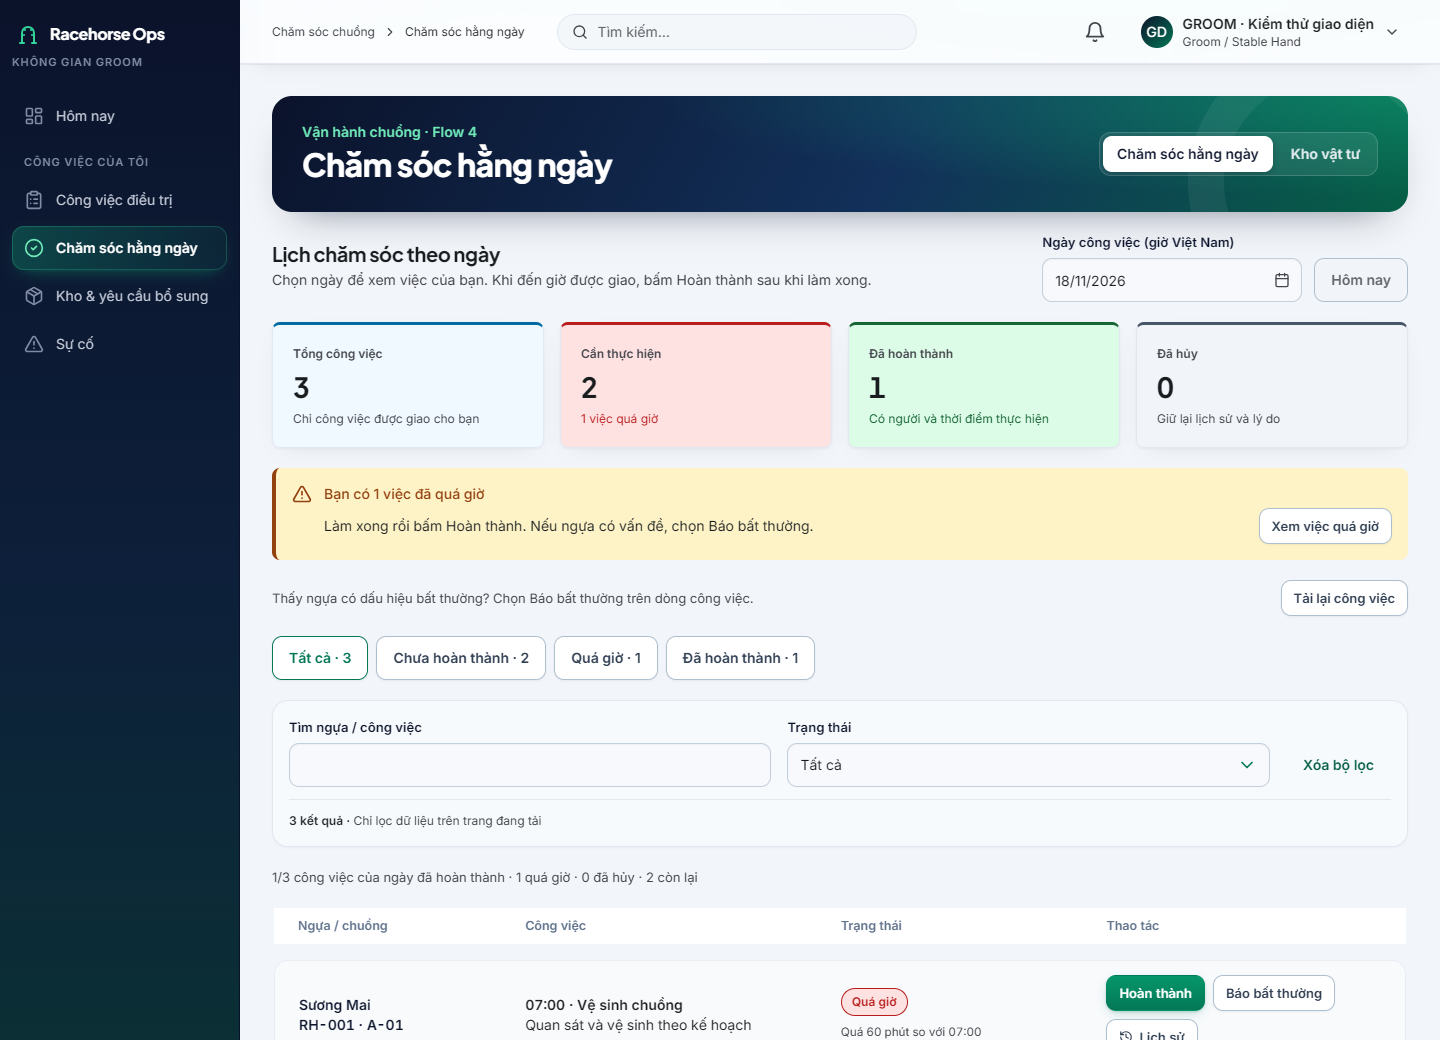 Racehorse Ops
KHÔNG GIAN GROOM
Hôm nay
CÔNG VIỆC CỦA TÔI
Công việc điều trị
Chăm sóc hằng ngày
Kho & yêu cầu bổ sung
Sự cố
Chăm sóc chuồng > Chăm sóc hằng ngày
Tìm kiếm...
GD
GROOM · Kiểm thử giao diện
Groom / Stable Hand
Vận hành chuồng · Flow 4
Chăm sóc hằng ngày
Chăm sóc hằng ngày
Kho vật tư
Lịch chăm sóc theo ngày
Chọn ngày để xem việc của bạn. Khi đến giờ được giao, bấm Hoàn thành sau khi làm xong.
Ngày công việc (giờ Việt Nam)
18/11/2026
Hôm nay
Tổng công việc
3
Chỉ công việc được giao cho bạn
Cần thực hiện
2
1 việc quá giờ
Đã hoàn thành
1
Có người và thời điểm thực hiện
Đã hủy
0
Giữ lại lịch sử và lý do
Bạn có 1 việc đã quá giờ
Làm xong rồi bấm Hoàn thành. Nếu ngựa có vấn đề, chọn Báo bất thường.
Xem việc quá giờ
Thấy ngựa có dấu hiệu bất thường? Chọn Báo bất thường trên dòng công việc.
Tải lại công việc
Tất cả · 3
Chưa hoàn thành · 2
Quá giờ · 1
Đã hoàn thành · 1
Tìm ngựa / công việc
Trạng thái
Tất cả
Xóa bộ lọc
3 kết quả · Chỉ lọc dữ liệu trên trang đang tải
1/3 công việc của ngày đã hoàn thành · 1 quá giờ · 0 đã hủy · 2 còn lại
Ngựa / chuồng
Công việc
Trạng thái
Thao tác
Sương Mai
RH-001 · A-01
07:00 · Vệ sinh chuồng
Quan sát và vệ sinh theo kế hoạch
Quá giờ
Quá 60 phút so với 07:00
Hoàn thành
Báo bất thường
Lịch sử